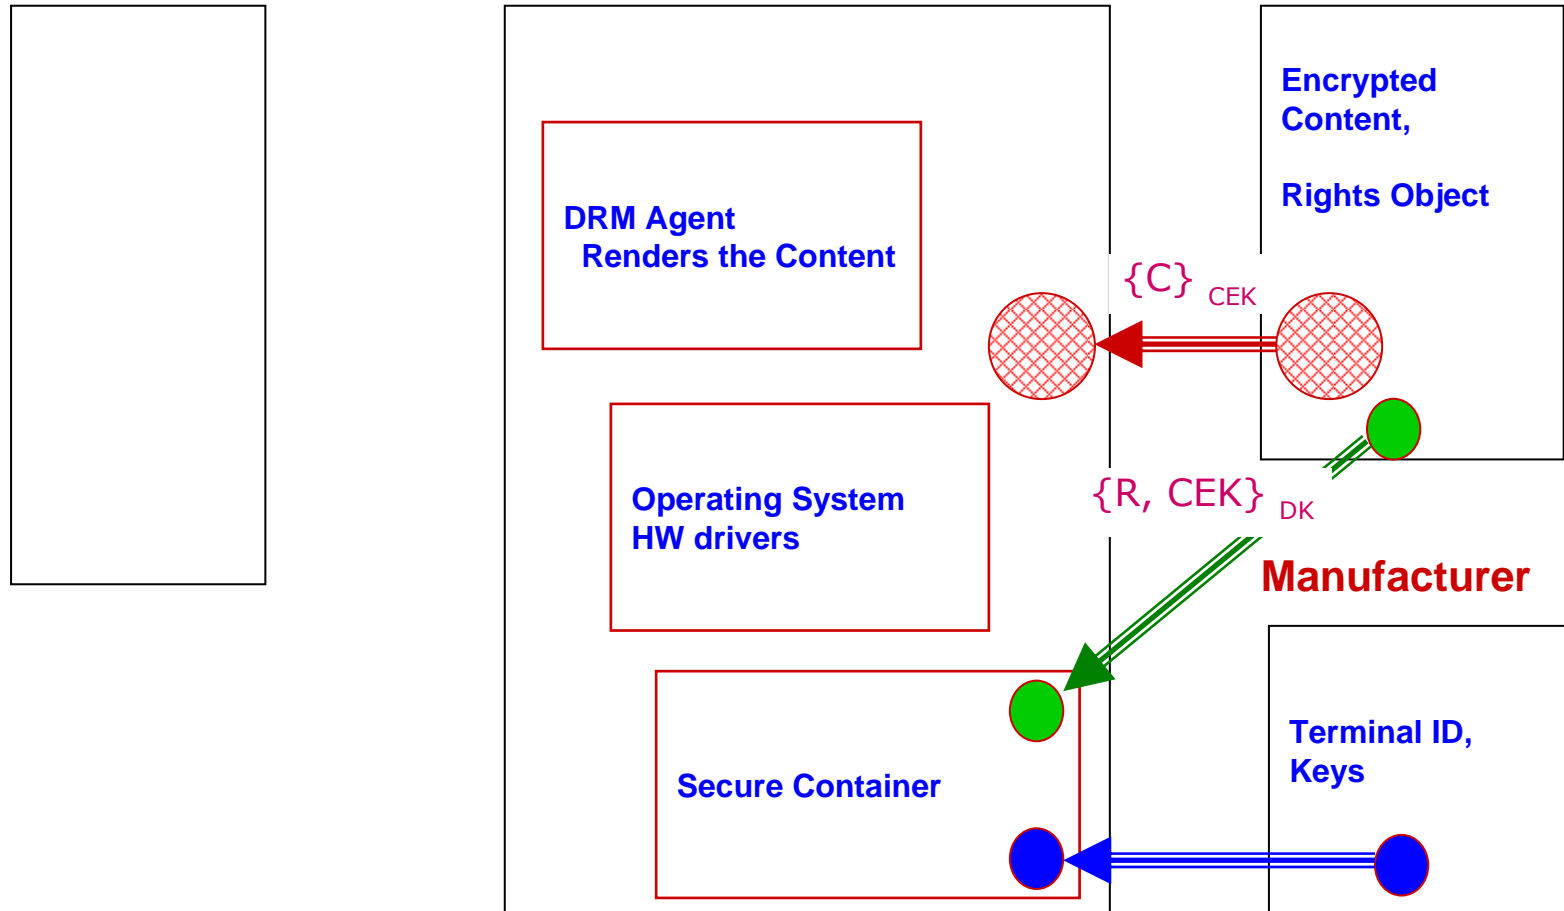 Encrypted
Content,
Rights Object
DRM Agent
Renders the Content
{C} CEK
Operating System
HW drivers
{R, CEK} DK
Manufacturer
Secure Container
Terminal ID,
Keys